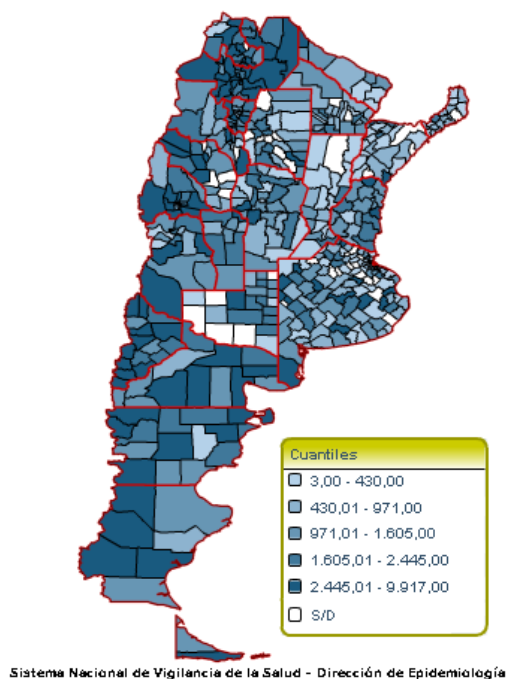 Cuantiles
3,00 - 430,00
430,01 - 971,00
971,01 - 1.605,00
1.605,01 - 2.445,00
2.445,01 - 9.917,00
S/D
Sistema Nacional de Vigilancia de la Salud - Dirección de Epidemiología